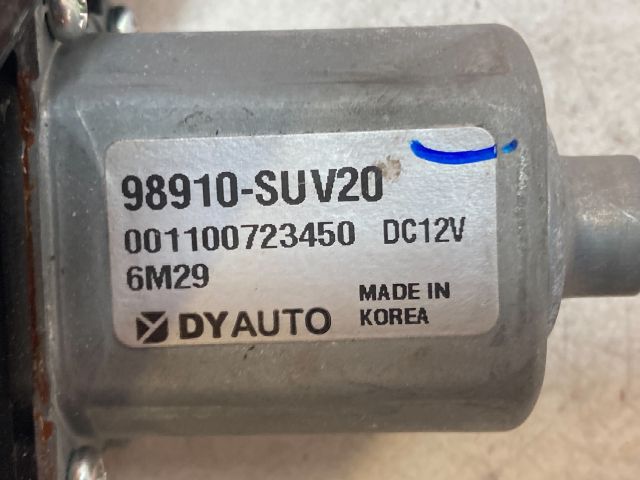 98910-SUV20
001100723450 DC12V
6M29
MADE IN
KOREA
DYAUTO